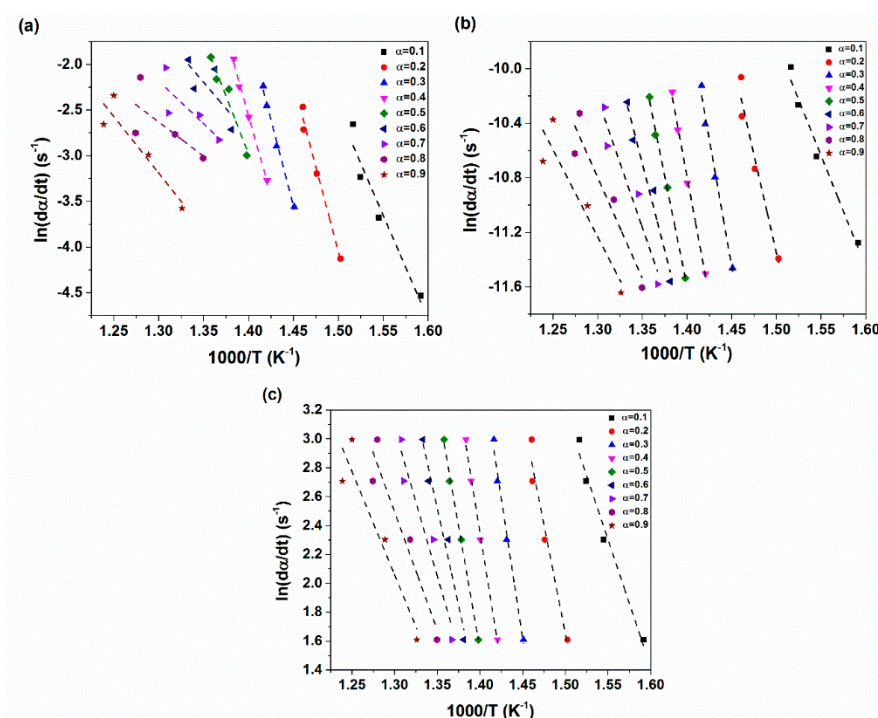 (a)
ln(dα/dt) (s⁻¹)
-2.0
-2.5
-3.0
-3.5
-4.0
-4.5
1.25 1.30 1.35 1.40 1.45 1.50 1.55 1.60
1000/T (K⁻¹)
α=0.1
α=0.2
α=0.3
α=0.4
α=0.5
α=0.6
α=0.7
α=0.8
α=0.9
(b)
ln(dα/dt) (s⁻¹)
-10.0
-10.4
-10.8
-11.2
-11.6
1.25 1.30 1.35 1.40 1.45 1.50 1.55 1.60
1000/T (K⁻¹)
α=0.1
α=0.2
α=0.3
α=0.4
α=0.5
α=0.6
α=0.7
α=0.8
α=0.9
(c)
ln(dα/dt) (s⁻¹)
3.2
3.0
2.8
2.6
2.4
2.2
2.0
1.8
1.6
1.4
1.25 1.30 1.35 1.40 1.45 1.50 1.55 1.60
1000/T (K⁻¹)
α=0.1
α=0.2
α=0.3
α=0.4
α=0.5
α=0.6
α=0.7
α=0.8
α=0.9